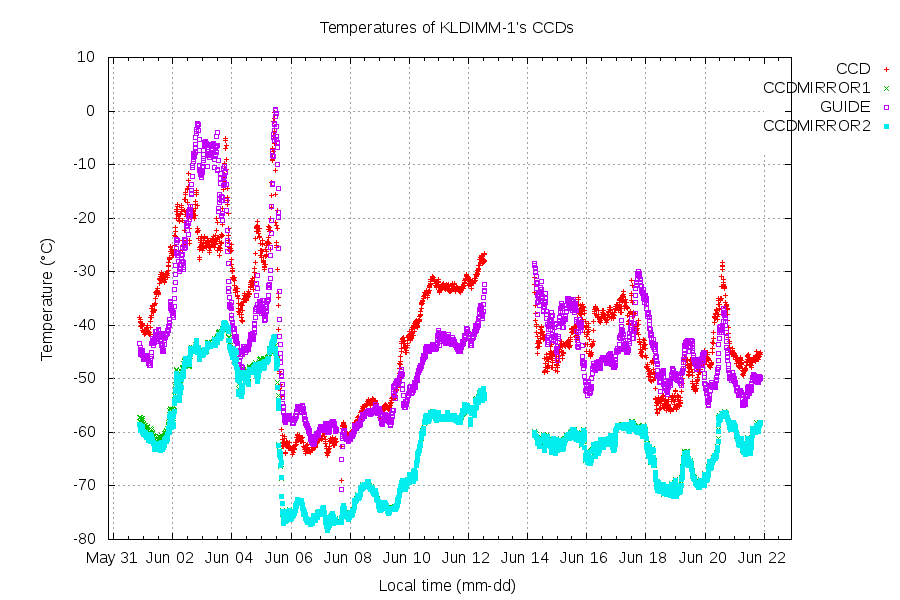 Temperatures of KLDIMM-1's CCDs
CCD
CCDMIRROR1
GUIDE
CCDMIRROR2
10
0
-10
-20
-30
-40
-50
-60
-70
-80
Temperature (°C)
May 31 Jun 02 Jun 04 Jun 06 Jun 08 Jun 10 Jun 12 Jun 14 Jun 16 Jun 18 Jun 20 Jun 22
Local time (mm-dd)